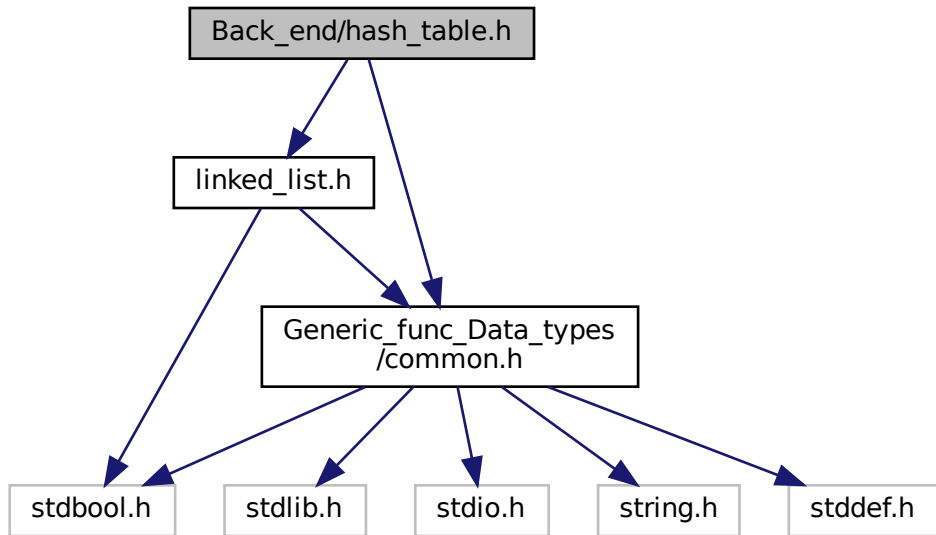 Back_end/hash_table.h
linked_list.h
Generic_func_Data_types
/common.h
stdbool.h
stdlib.h
stdio.h
string.h
stddef.h